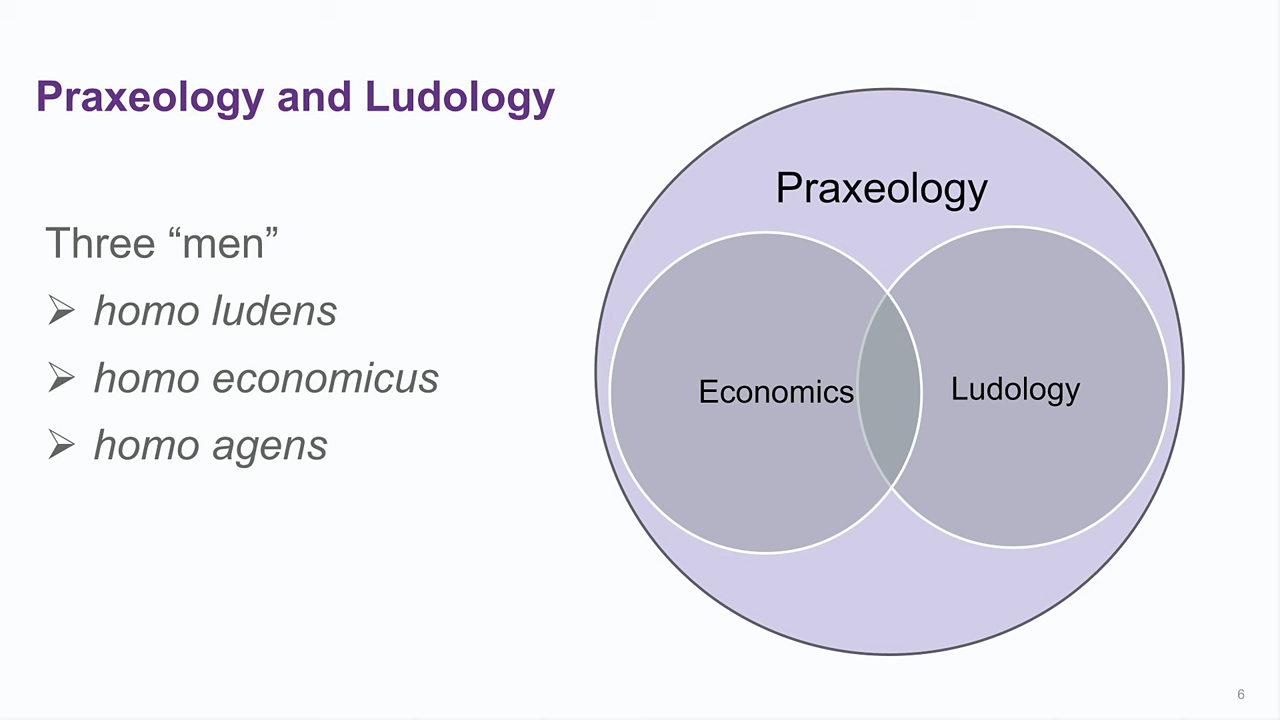 Praxeology and Ludology
Three “men”
➢ homo ludens
➢ homo economicus
➢ homo agens
Praxeology
Economics
Ludology
6